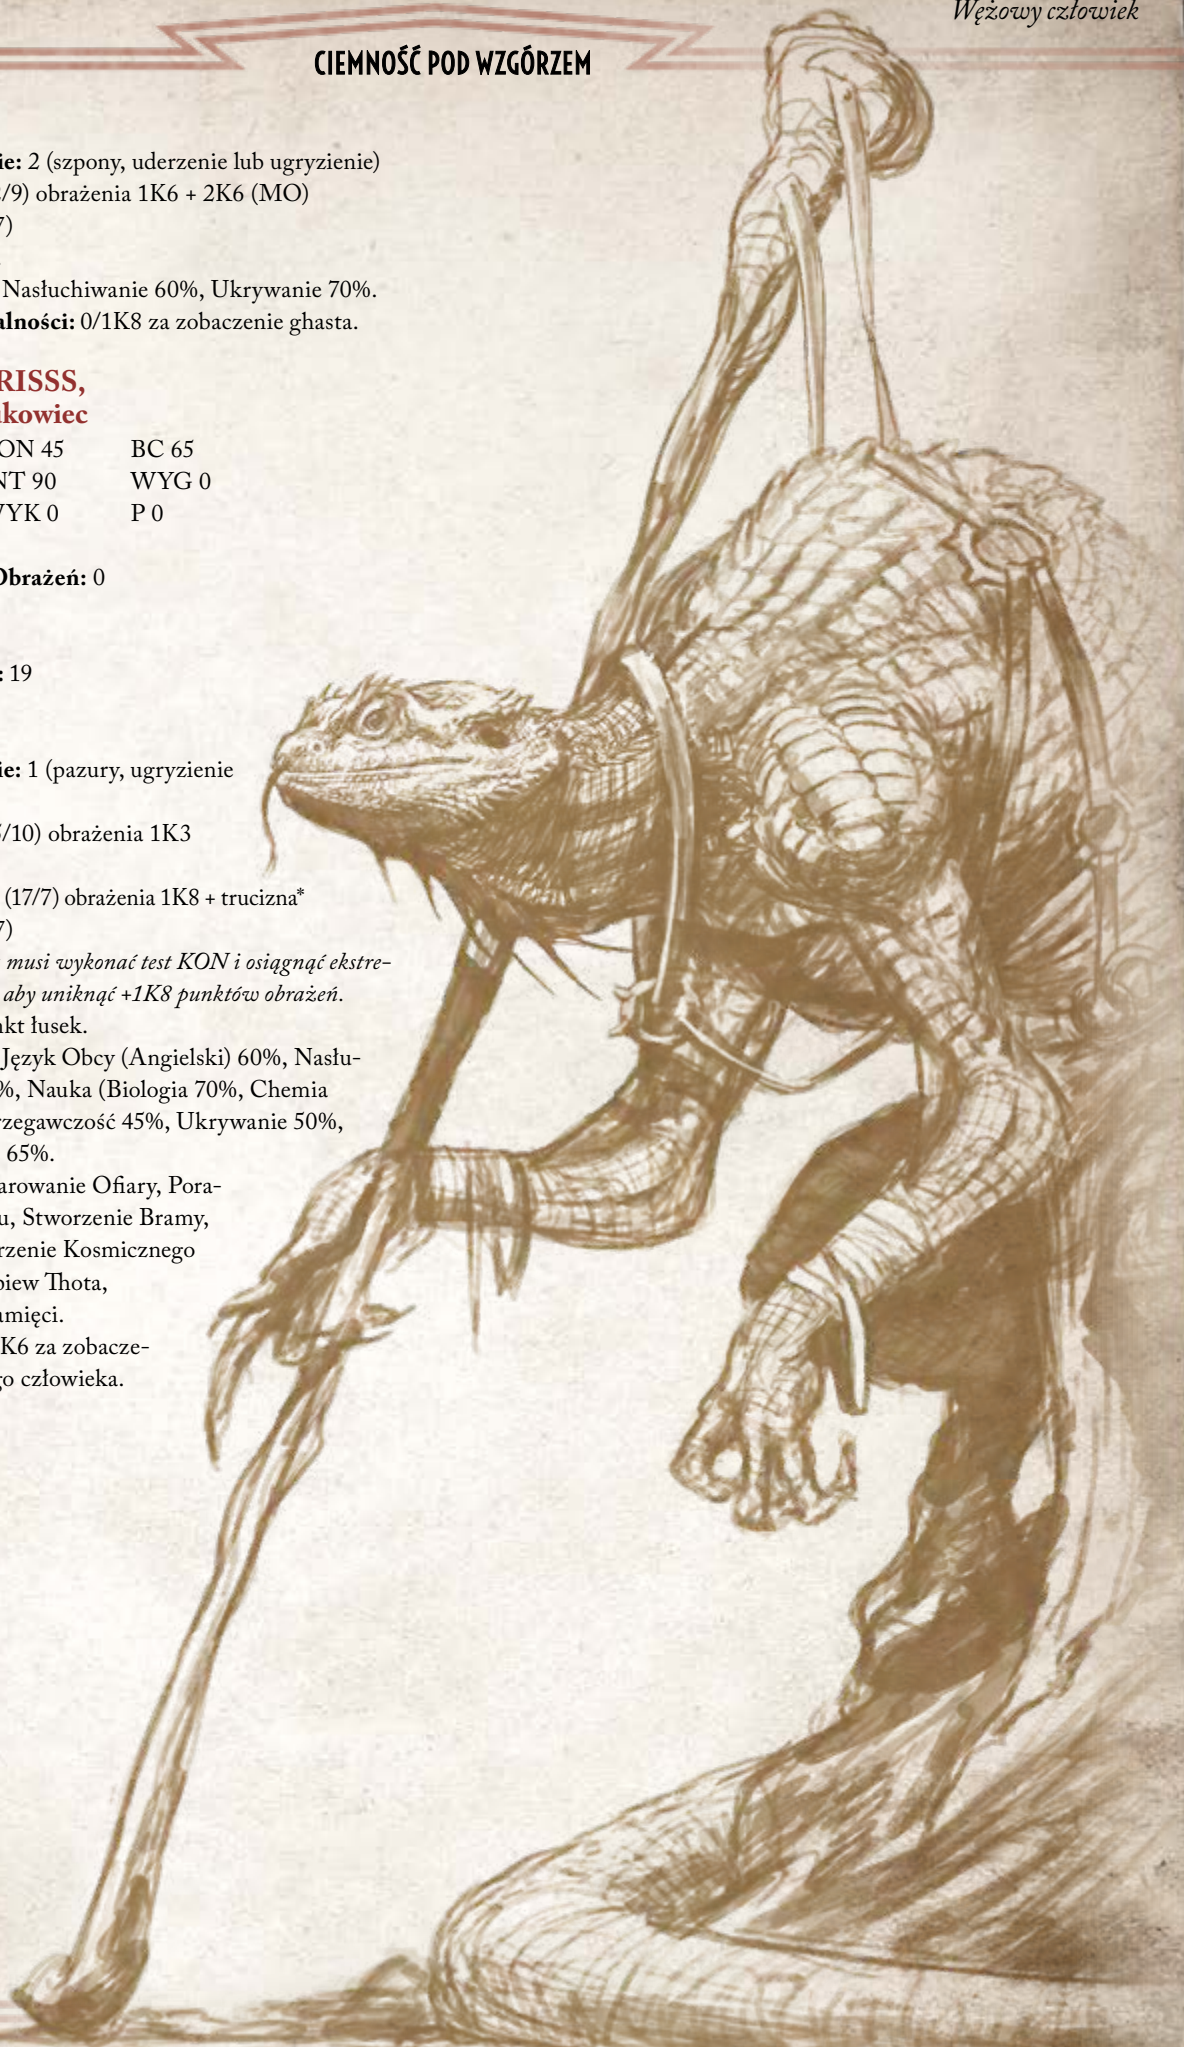 Wężowy człowiek
CIEMNOŚĆ POD WZGÓRZEM
ie: 2 (szpony, uderzenie lub ugryzienie)
/9) obrażenia 1K6 + 2K6 (MO)
7)
Nasłuchiwanie 60%, Ukrywanie 70%.
alności: 0/1K8 za zobaczenie ghasta.
RISSS,
kowiec
ON 45 BC 65
NT 90 WYG 0
YK 0 P 0
Obrażeń: 0
: 19
ie: 1 (pazury, ugryzienie
/10) obrażenia 1K3
(17/7) obrażenia 1K8 + trucizna*
7)
musi wykonać test KON i osiągnąć ekstre-
aby uniknąć +1K8 punktów obrażeń.
nkt łusek.
Język Obcy (Angielski) 60%, Nasłu-
%, Nauka (Biologia 70%, Chemia
rzegawczość 45%, Ukrywanie 50%,
65%.
arowanie Ofiary, Pora-
u, Stworzenie Bramy,
rzenie Kosmicznego
piew Thota,
amięci.
K6 za zobacze-
go człowieka.